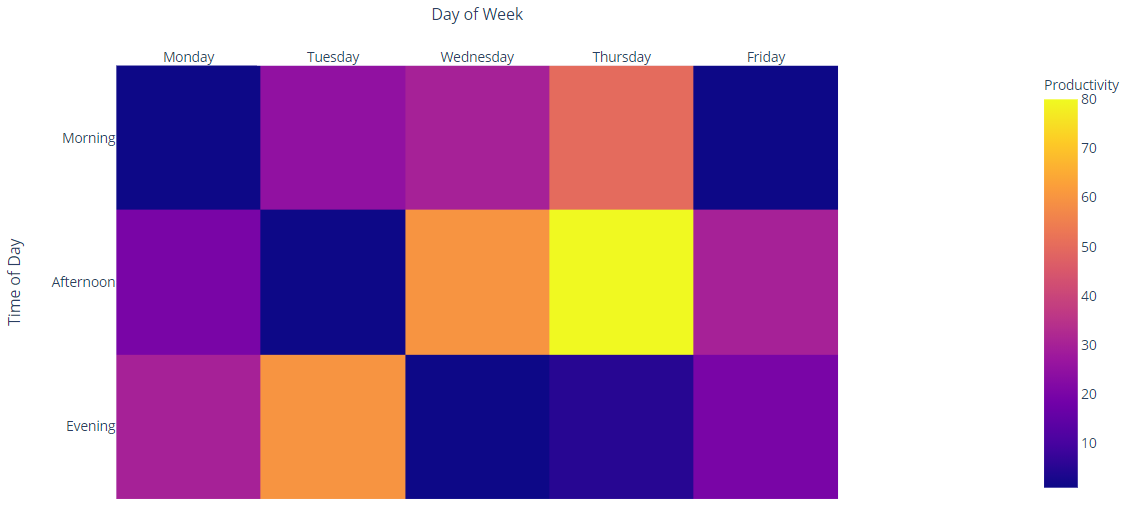 Day of Week
Monday Tuesday Wednesday Thursday Friday
Productivity
80
70
60
50
40
30
20
10
Morning
Afternoon
Evening
Time of Day